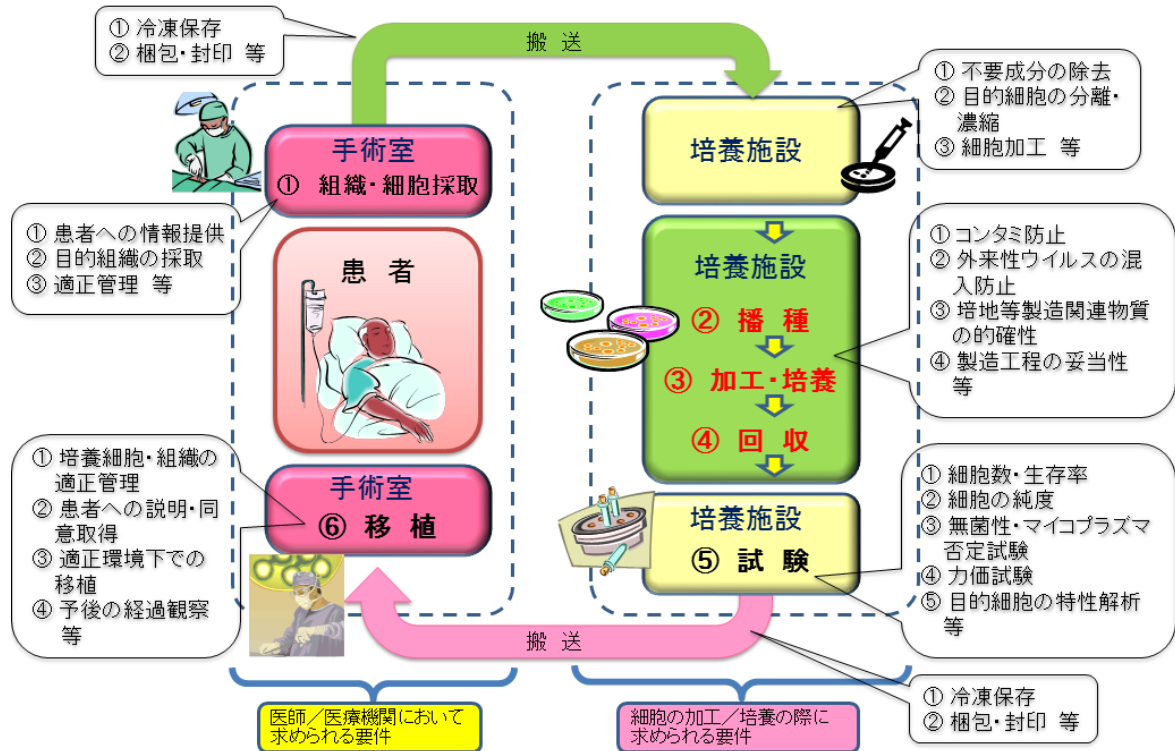 ① 冷凍保存
② 梱包・封印 等
搬 送
手術室
① 組織・細胞採取
① 患者への情報提供
② 目的組織の採取
③ 適正管理 等
患 者
① 培養細胞・組織の
適正管理
② 患者への説明・同
意取得
③ 適正環境下での
移植
④ 予後の経過観察
等
手術室
⑥ 移 植
培養施設
① 不要成分の除去
② 目的細胞の分離・
濃縮
③ 細胞加工 等
培養施設
② 播 種
③ 加工・培養
④ 回 収
① コンタミ防止
② 外来性ウイルスの混
入防止
③ 培地等製造関連物質
の的確性
④ 製造工程の妥当性
等
培養施設
⑤ 試 験
① 細胞数・生存率
② 細胞の純度
③ 無菌性・マイコプラズマ
否定試験
④ 力価試験
⑤ 目的細胞の特性解析
等
搬 送
① 冷凍保存
② 梱包・封印 等
医師／医療機関において
求められる要件
細胞の加工／培養の際に
求められる要件